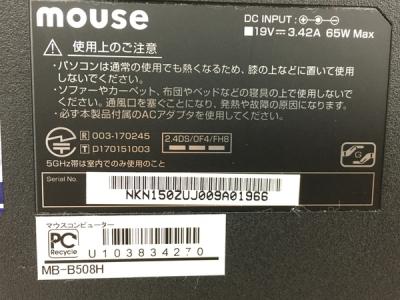 mouse
DC INPUT :
19V 3.42A 65W Max
使用上のご注意
・パソコンは通常の使用でも熱くなるため、膝の上などに置いて使用
しないでください。
・ソファーやカーペット、布団やベッドなどの寝具の上で使用しない
でください。通風口を塞ぐことになり、発熱や故障の原因になります。
・必ず本製品付属のACアダプタを使用してください。
R 003-170245
T D170151003
2.4DS/OF4/FH8
5GHz帯は室内でのみ使用のこと
Serial No.
NKN150ZUJ009A01966
マウスコンピューター
PC
Recycle
U103834270
MB-B508H